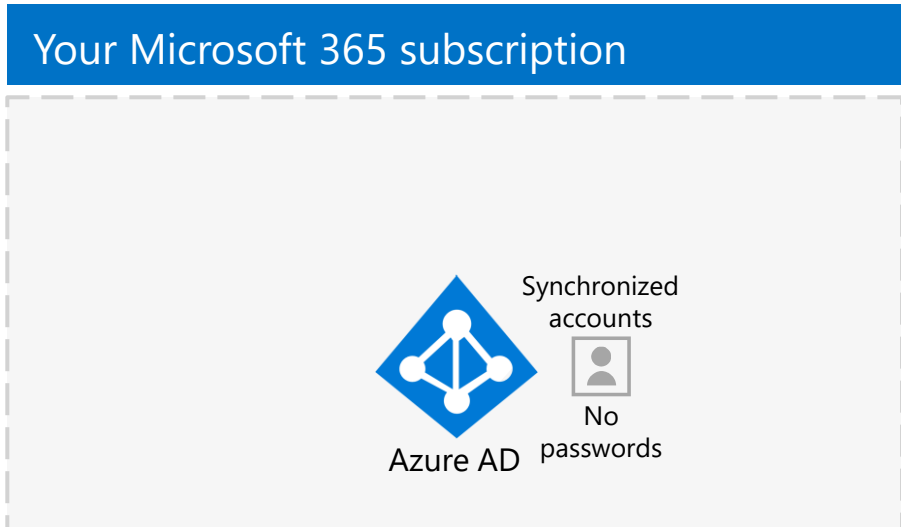 Your Microsoft 365 subscription
Synchronized
accounts
No
passwords
Azure AD